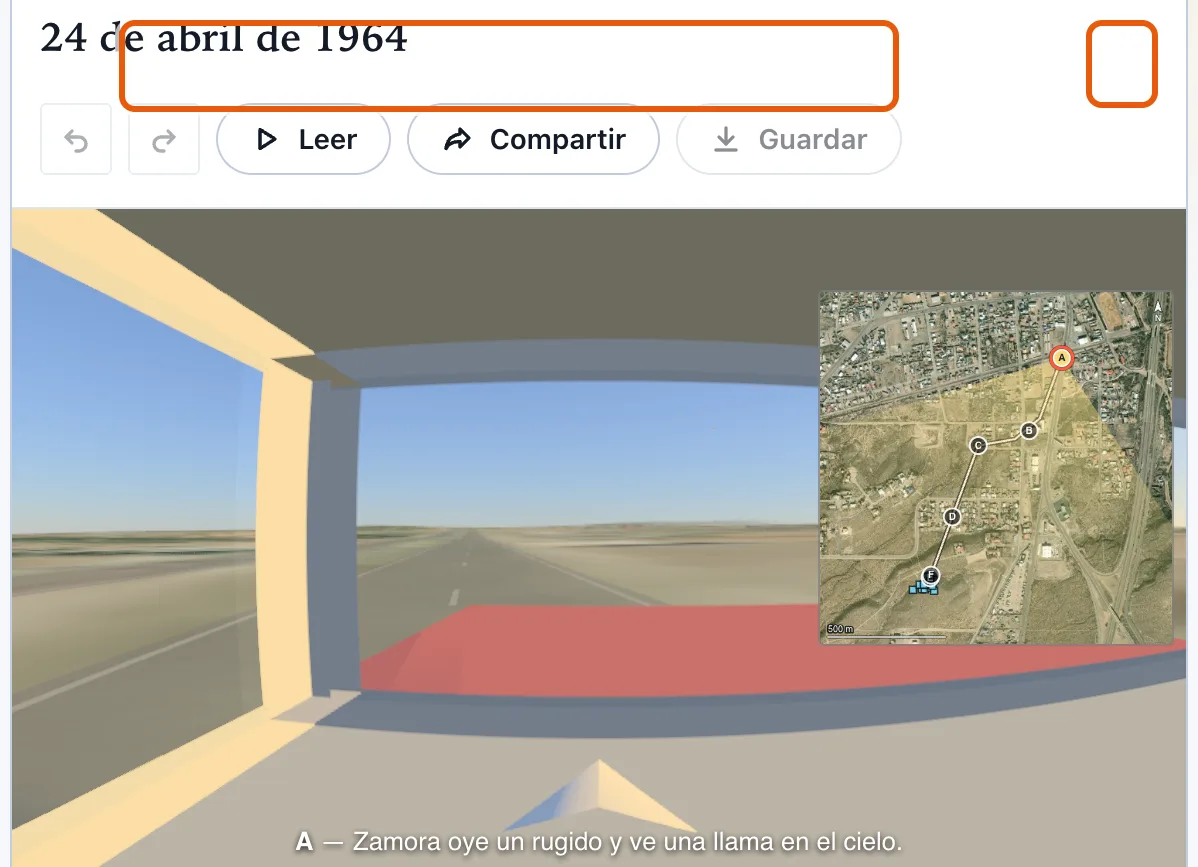 24 de abril de 1964
Leer
Compartir
Guardar
N
A
B
C
D
F
500 m
A — Zamora oye un rugido y ve una llama en el cielo.